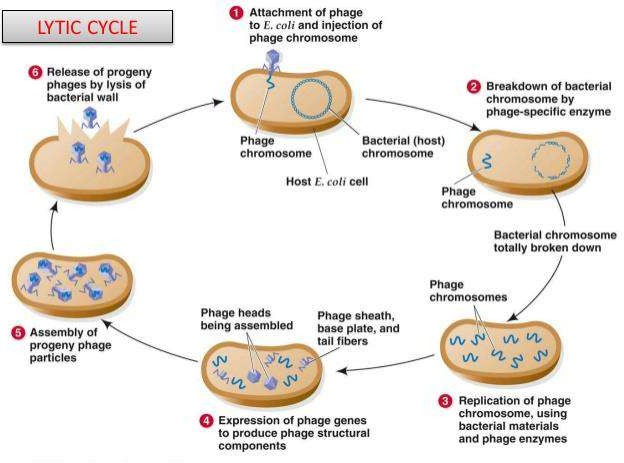 LYTIC CYCLE
1 Attachment of phage
to E. coli and injection of
phage chromosome
Phage
chromosome
Bacterial (host)
chromosome
Host E. coli cell
2 Breakdown of bacterial
chromosome by
phage-specific enzyme
Phage
chromosome
Bacterial chromosome
totally broken down
Phage
chromosomes
3 Replication of phage
chromosome, using
bacterial materials
and phage enzymes
Phage heads
being assembled
Phage sheath,
base plate, and
tail fibers
4 Expression of phage genes
to produce phage structural
components
5 Assembly of
progeny phage
particles
6 Release of progeny
phages by lysis of
bacterial wall